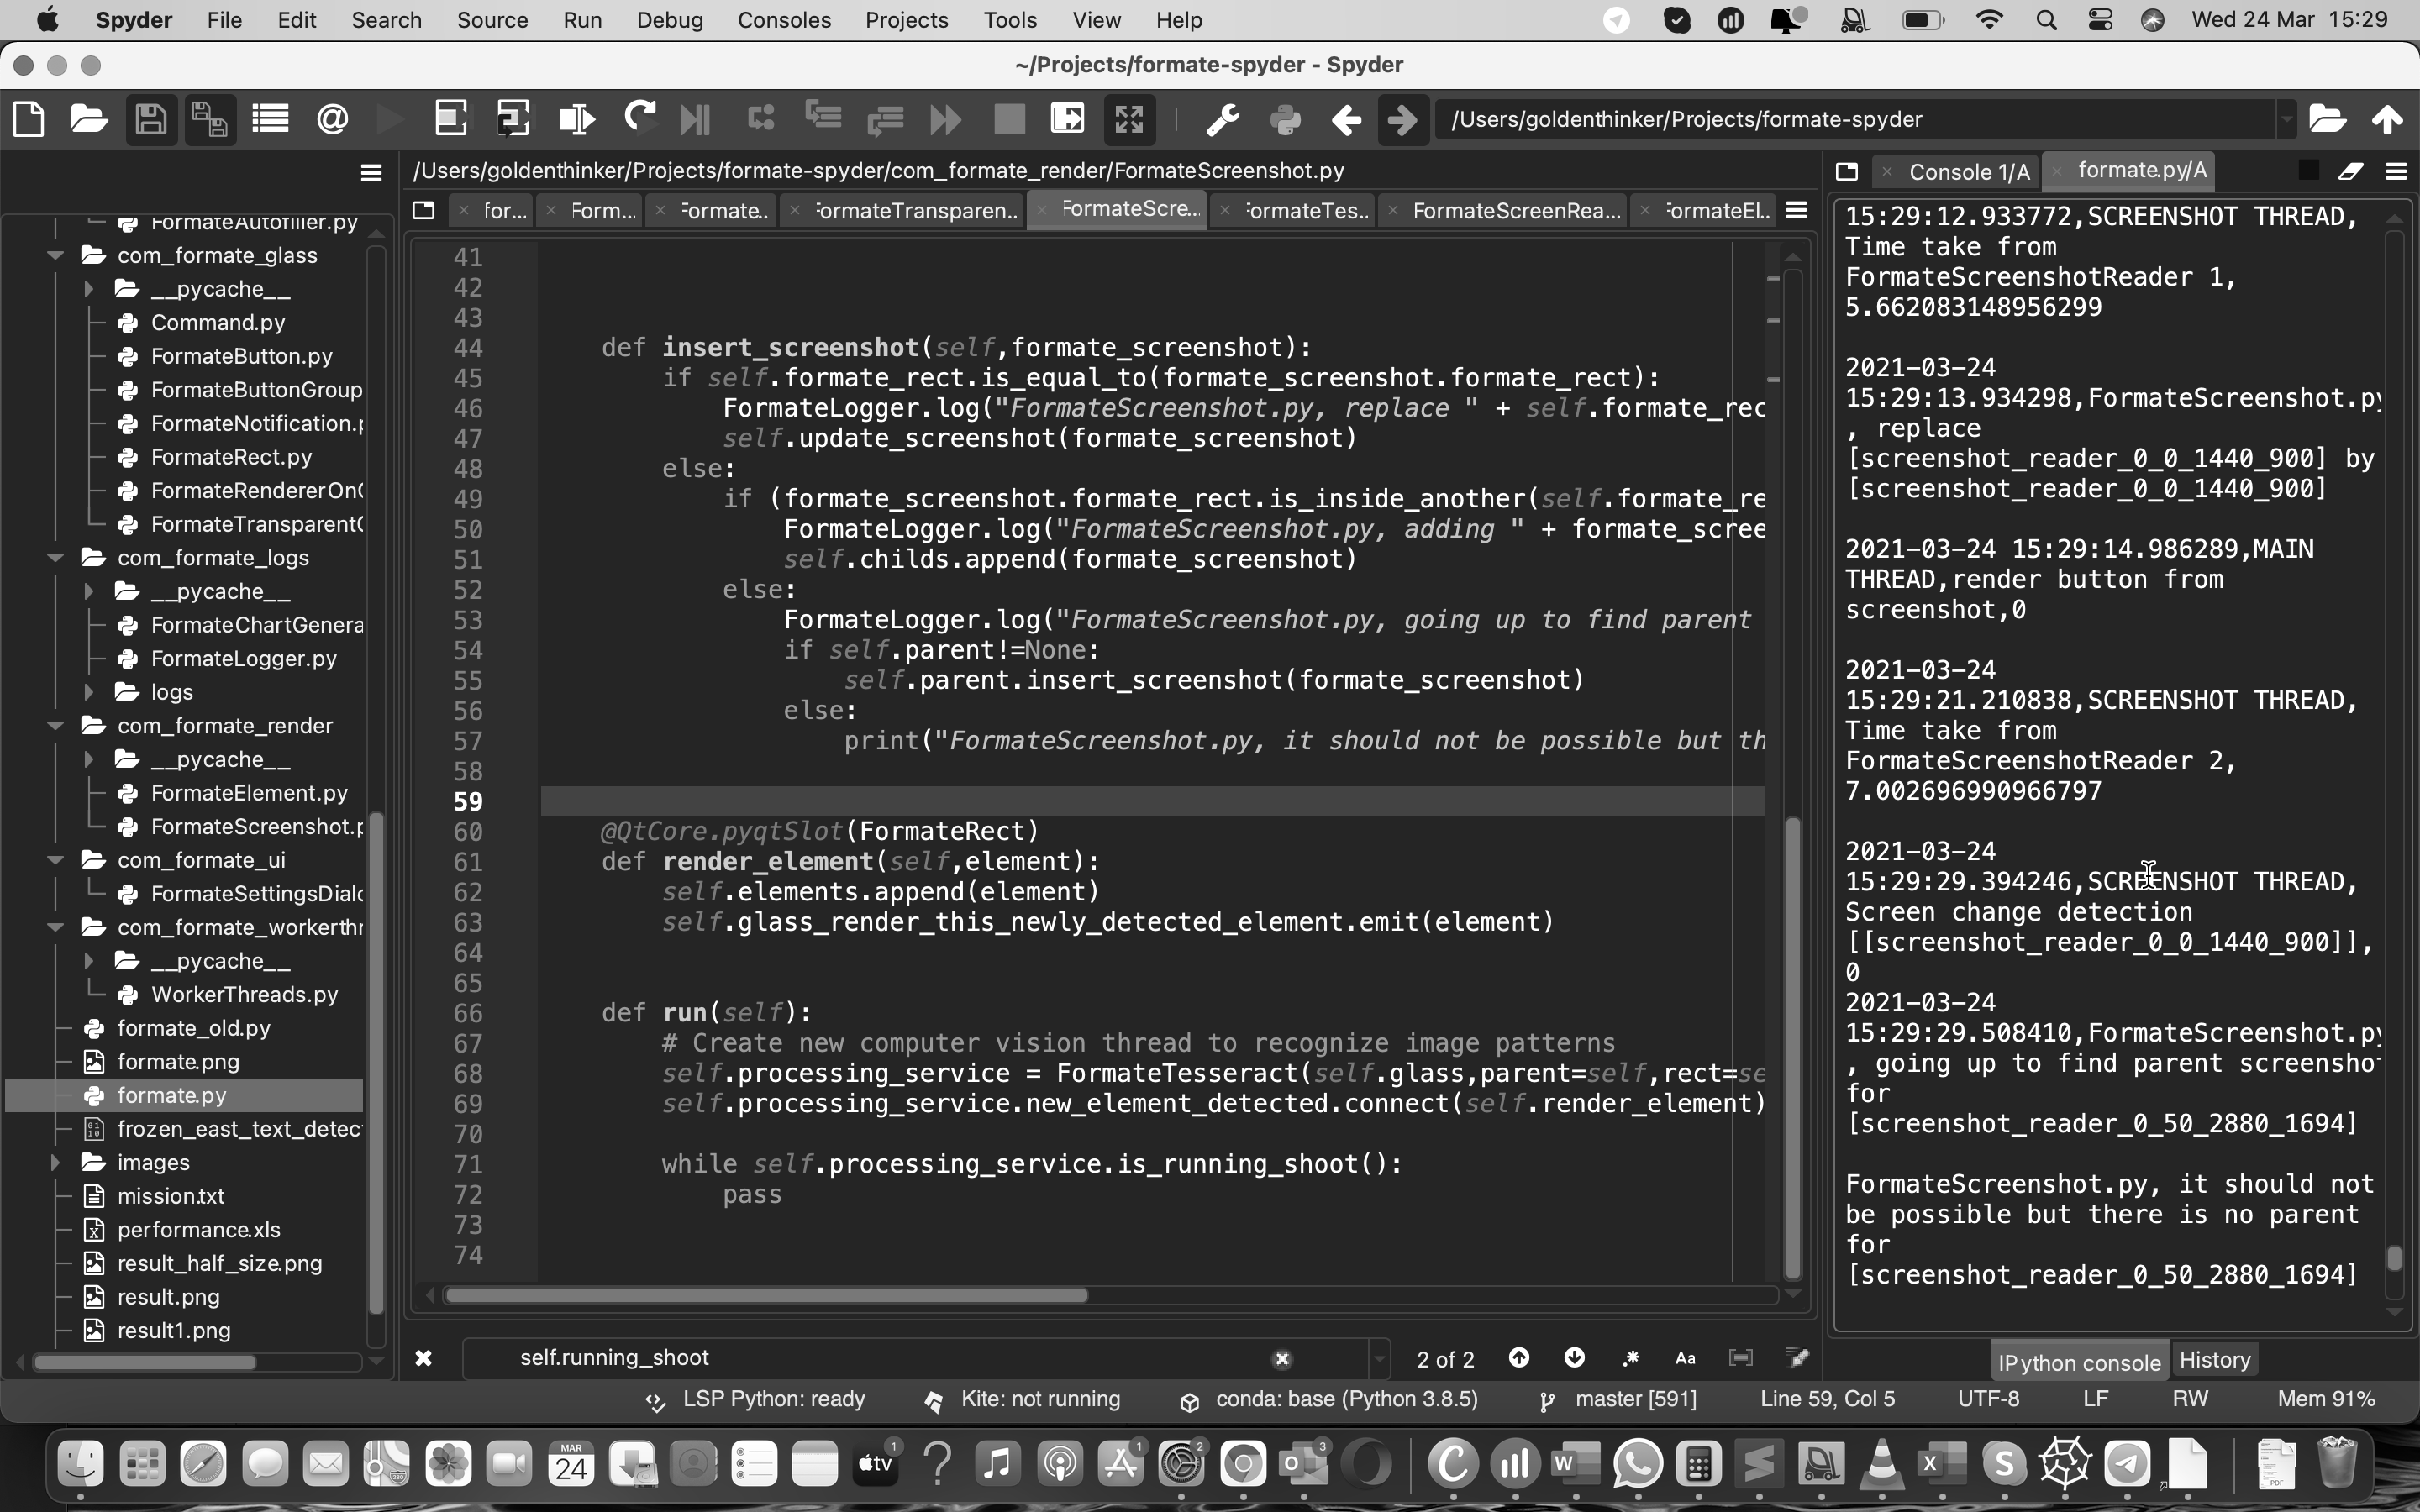 Spyder File Edit Search Source Run Debug Consoles Projects Tools View Help Wed 24 Mar 15:29
~/Projects/formate-spyder - Spyder
/Users/goldenthinker/Projects/formate-spyder
FormateAutofiller.py
com_formate_glass
__pycache__
Command.py
FormateButton.py
FormateButtonGroup
FormateNotification.p
FormateRect.py
FormateRendererOn
FormateTransparent
com_formate_logs
__pycache__
FormateChartGenera
FormateLogger.py
logs
com_formate_render
__pycache__
FormateElement.py
FormateScreenshot.p
com_formate_ui
FormateSettingsDialo
com_formate_workerthr
__pycache__
WorkerThreads.py
formate_old.py
formate.png
formate.py
frozen_east_text_detec
images
mission.txt
performance.xls
result_half_size.png
result.png
result1.png
/Users/goldenthinker/Projects/formate-spyder/com_formate_render/FormateScreenshot.py
for... Form... Formate.. ormateTransparen.. FormateScre.. ormateTes.. FormateScreenRea... ormateEl..
41
42
43
44 def insert_screenshot(self,formate_screenshot):
45 if self.formate_rect.is_equal_to(formate_screenshot.formate_rect):
46 FormateLogger.log("FormateScreenshot.py, replace " + self.formate_rec
47 self.update_screenshot(formate_screenshot)
48 else:
49 if (formate_screenshot.formate_rect.is_inside_another(self.formate_re
50 FormateLogger.log("FormateScreenshot.py, adding " + formate_scree
51 self.childs.append(formate_screenshot)
52 else:
53 FormateLogger.log("FormateScreenshot.py, going up to find parent
54 if self.parent!=None:
55 self.parent.insert_screenshot(formate_screenshot)
56 else:
57 print("FormateScreenshot.py, it should not be possible but th
58
59
60 @QtCore.pyqtSlot(FormateRect)
61 def render_element(self,element):
62 self.elements.append(element)
63 self.glass_render_this_newly_detected_element.emit(element)
64
65
66 def run(self):
67 # Create new computer vision thread to recognize image patterns
68 self.processing_service = FormateTesseract(self.glass,parent=self,rect=se
69 self.processing_service.new_element_detected.connect(self.render_element)
70
71 while self.processing_service.is_running_shoot():
72 pass
73
74
self.running_shoot 2 of 2 .* Aa
Console 1/A formate.py/A
15:29:12.933772,SCREENSHOT THREAD,
Time take from
FormateScreenshotReader 1,
5.662083148956299
2021-03-24
15:29:13.934298,FormateScreenshot.py
, replace
[screenshot_reader_0_0_1440_900] by
[screenshot_reader_0_0_1440_900]
2021-03-24 15:29:14.986289,MAIN
THREAD,render button from
screenshot,0
2021-03-24
15:29:21.210838,SCREENSHOT THREAD,
Time take from
FormateScreenshotReader 2,
7.002696990966797
2021-03-24
15:29:29.394246,SCREENSHOT THREAD,
Screen change detection
[[screenshot_reader_0_0_1440_900]],
0
2021-03-24
15:29:29.508410,FormateScreenshot.py
, going up to find parent screenshot
for
[screenshot_reader_0_50_2880_1694]
FormateScreenshot.py, it should not
be possible but there is no parent
for
[screenshot_reader_0_50_2880_1694]
IPython console History
LSP Python: ready Kite: not running conda: base (Python 3.8.5) master [591] Line 59, Col 5 UTF-8 LF RW Mem 91%
MAR
24
tv 1 1 2 3
W X S PDF